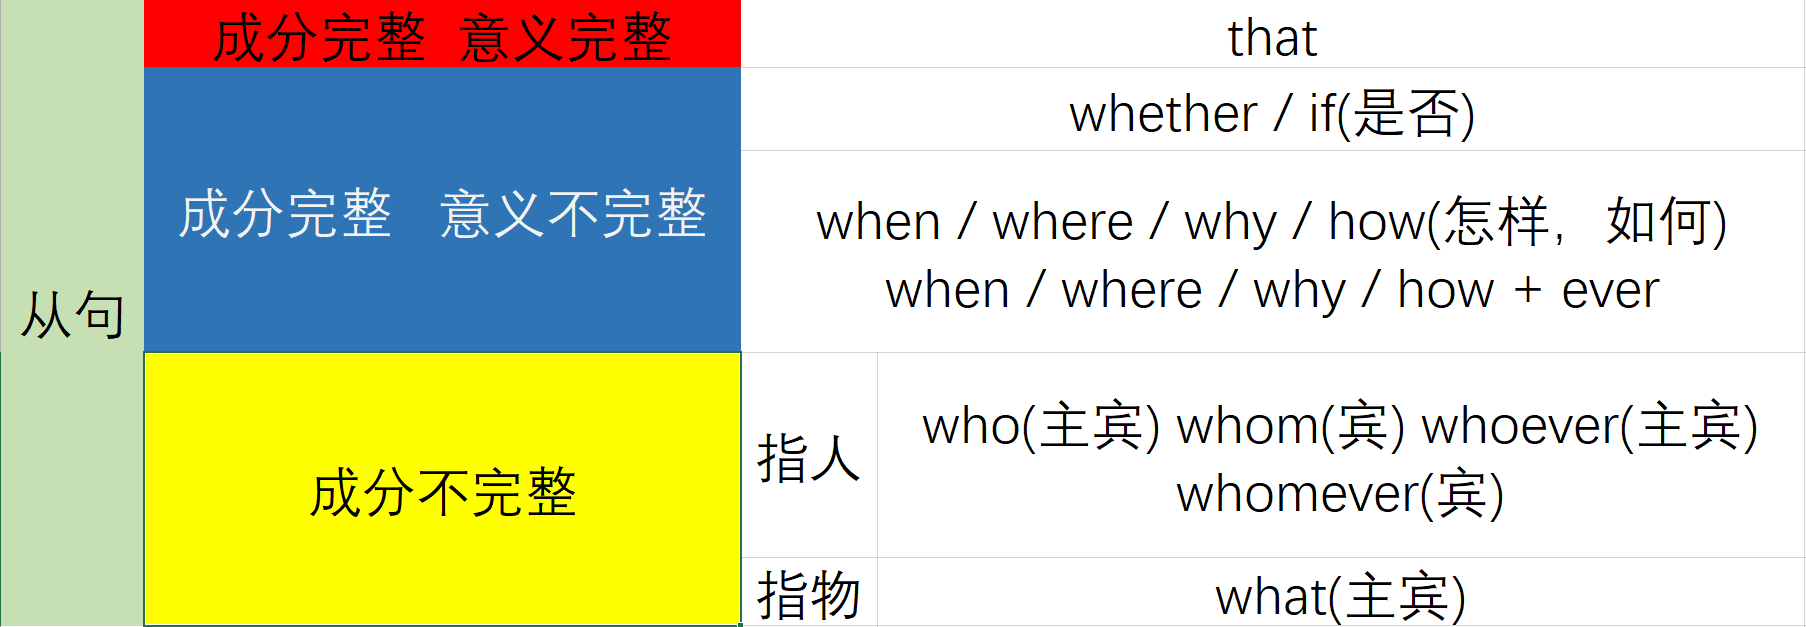 从句
成分完整 意义完整
that
成分完整 意义不完整
whether / if(是否)
when / where / why / how(怎样，如何)
when / where / why / how + ever
成分不完整
指人
who(主宾) whom(宾) whoever(主宾)
whomever(宾)
指物
what(主宾)